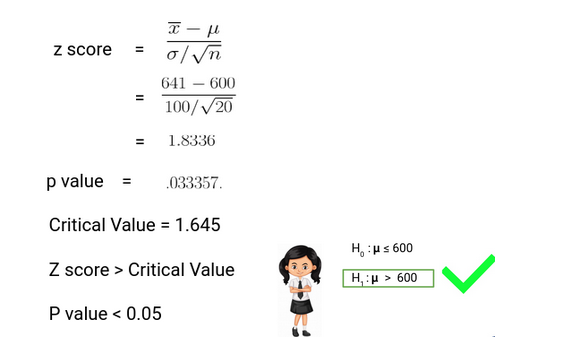 z score = x̄ − μ / σ/√n
= 641 − 600 / 100/√20
= 1.8336
p value = .033357.
Critical Value = 1.645
Z score > Critical Value
P value < 0.05
H₀ : μ ≤ 600
H₁ : μ > 600